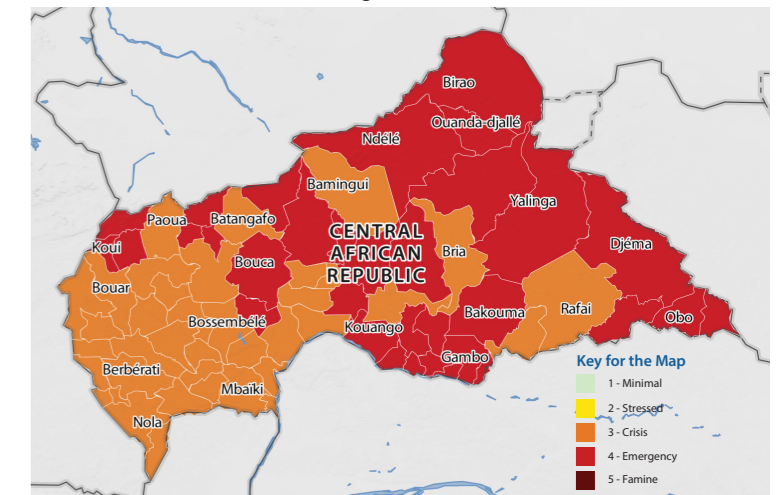 Birao
Ouanda-djallé
Ndélé
Bamingui
Yalinga
Paoua
Batangafo
CENTRAL
AFRICAN
REPUBLIC
Koui
Bria
Djéma
Bouca
Bouar
Bossembélé
Kouango
Bakouma
Rafai
Obo
Gambo
Berbérati
Mbaïki
Nola
Key for the Map
1 - Minimal
2 - Stressed
3 - Crisis
4 - Emergency
5 - Famine